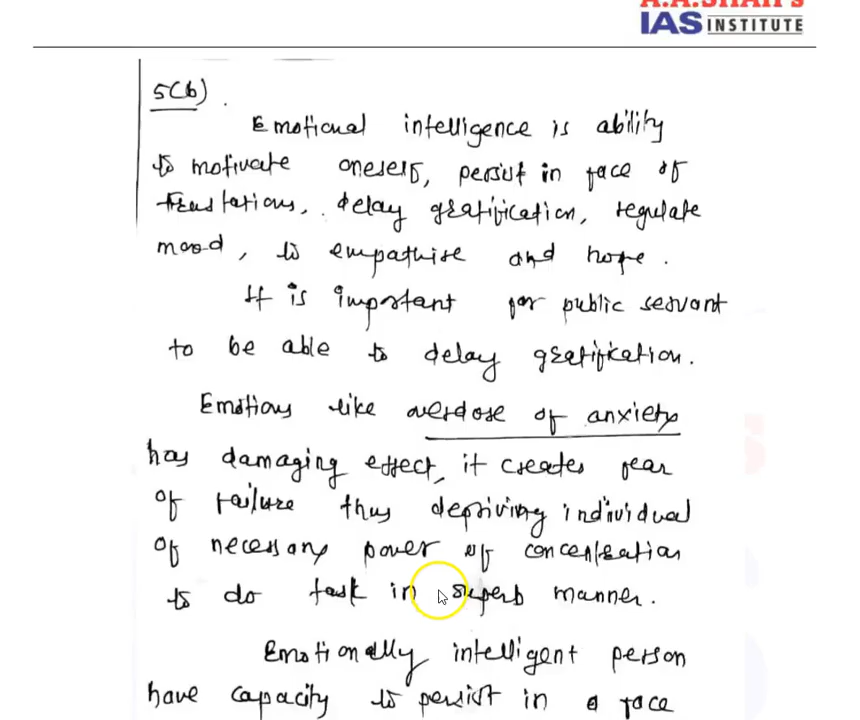 A.A.SHAH'S
IAS INSTITUTE
5(b)
Emotional intelligence is ability
to motivate oneself, persist in face of
frustations, delay gratification, regulate
mood, to empathise and hope.
It is important for public servant
to be able to delay gratification.
Emotions like overdose of anxiety
has damaging effect, it creates fear
of failure thus depriving individual
of necessary power of concentration
to do task in superb manner.
Emotionally intelligent person
have capacity to persist in a face